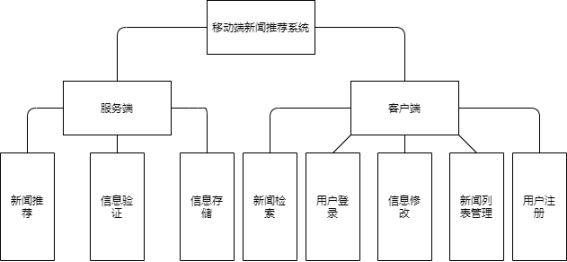 移动端新闻推荐系统
服务端
客户端
新闻推
荐
信息验
证
信息存
储
新闻检
索
用户登
录
信息修
改
新闻列
表管理
用户注
册